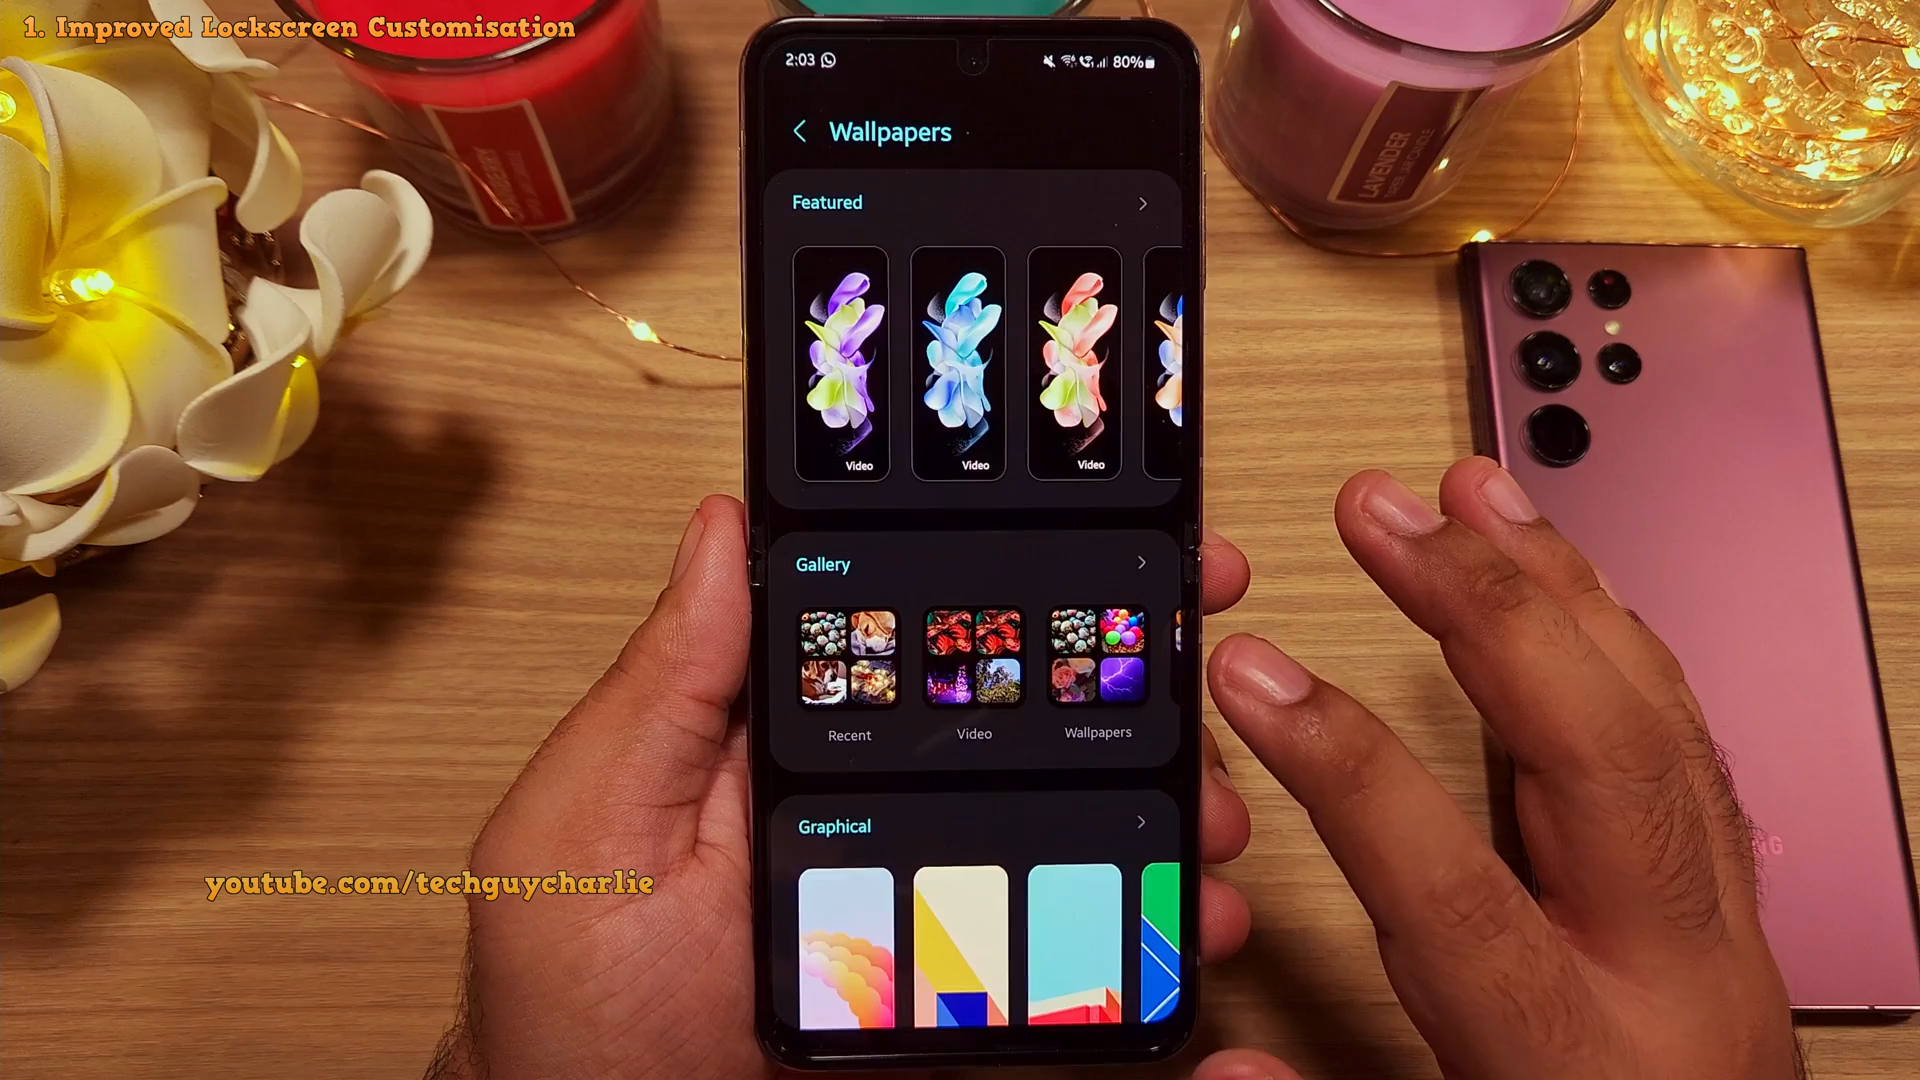 1. Improved Lockscreen Customisation
2:03
80%
LAVENDER
Wallpapers
Featured
Video
Video
Video
Gallery
Recent
Video
Wallpapers
Graphical
youtube.com/techguycharlie